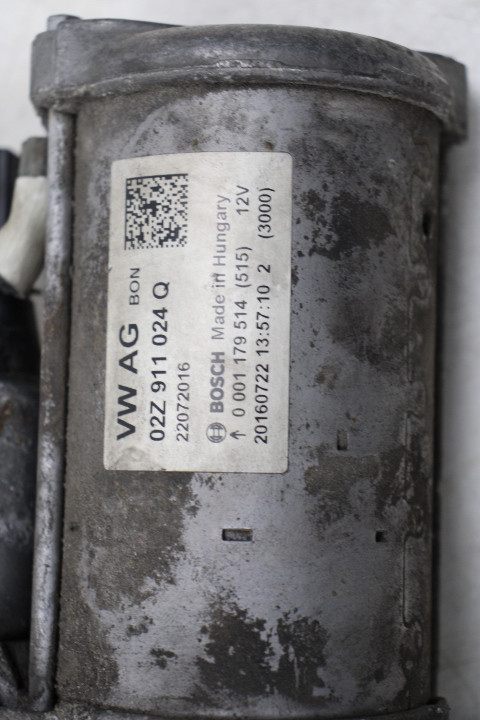 VW AG BON
02Z 911 024 Q
22072016
BOSCH Made in Hungary 12V
↑ 0 001 179 514 (515)
20160722 13:57:10 2 (3000)